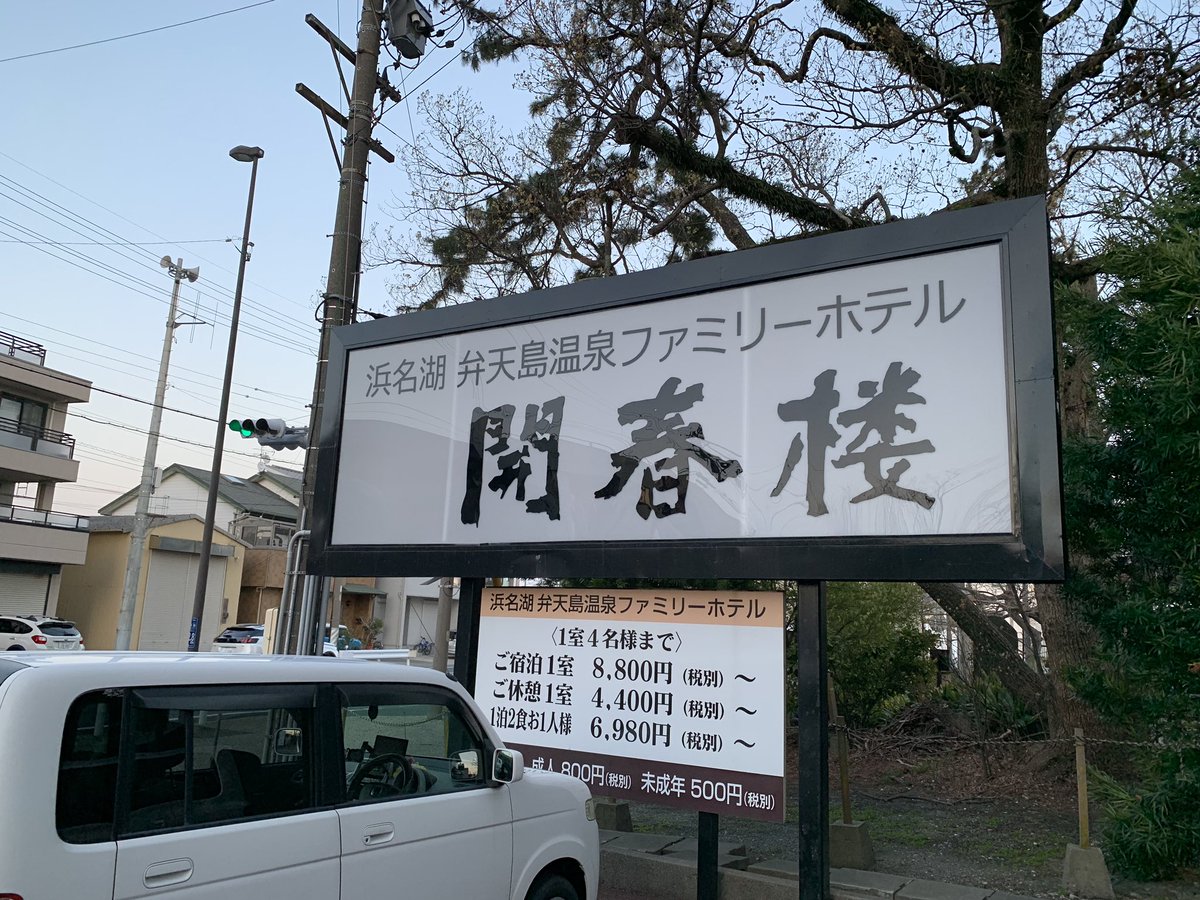 浜名湖 弁天島温泉ファミリーホテル
開春楼
浜名湖 弁天島温泉ファミリーホテル
〈1室4名様まで〉
ご宿泊1室 8,800円(税別)〜
ご休憩1室 4,400円(税別)〜
1泊2食お1人様 6,980円(税別)〜
成人 800円(税別) 未成年 500円(税別)